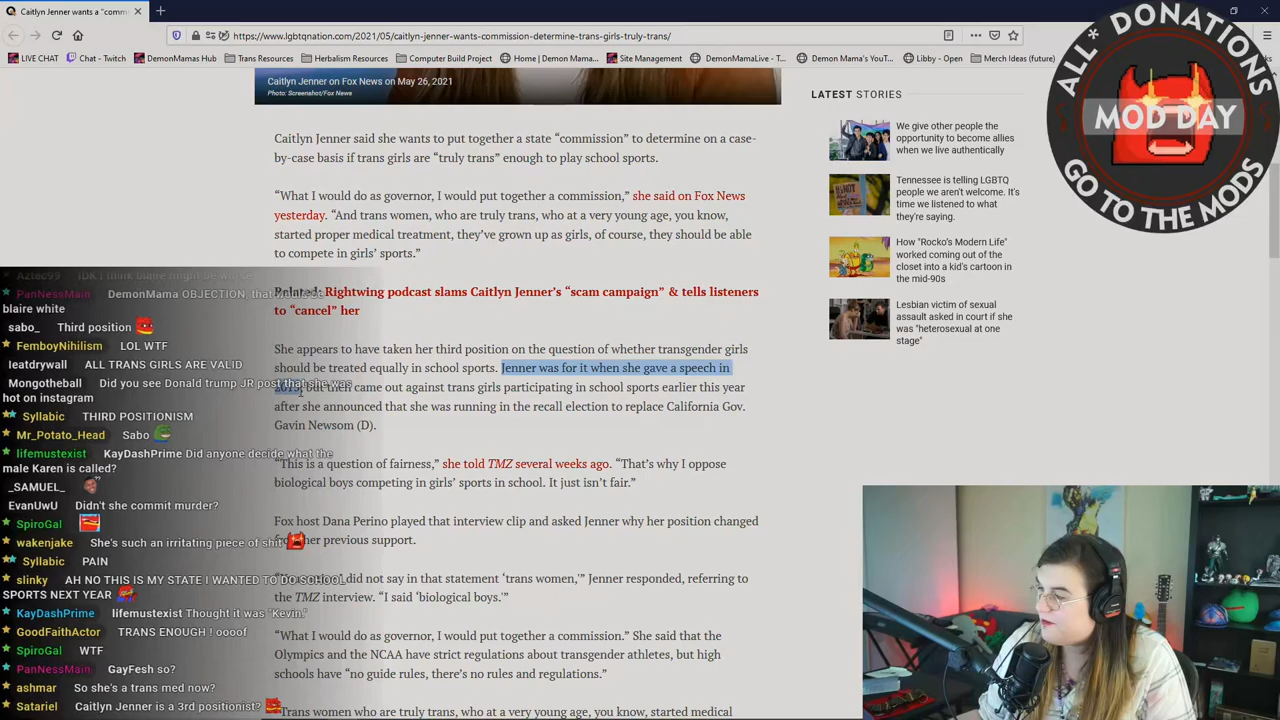 Caitlyn Jenner wants a "comm
https://www.lgbtqnation.com/2021/05/caitlyn-jenner-wants-commission-determine-trans-girls-truly-trans/
LIVE CHAT
Chat - Twitch
DemonMamas Hub
Trans Resources
Herbalism Resources
Computer Build Project
Home | Demon Mama...
Site Management
DemonMamaLive - T...
Demon Mama's YouT...
Libby - Open
Merch Ideas (future)
ALL* DONATIONS
MOD DAY
GO TO THE MODS
Caitlyn Jenner on Fox News on May 26, 2021
Photo: Screenshot/Fox News
Caitlyn Jenner said she wants to put together a state “commission” to determine on a case-
by-case basis if trans girls are “truly trans” enough to play school sports.
“What I would do as governor, I would put together a commission,” she said on Fox News
yesterday. “And trans women, who are truly trans, who at a very young age, you know,
started proper medical treatment, they’ve grown up as girls, of course, they should be able
to compete in girls’ sports.”
Related: Rightwing podcast slams Caitlyn Jenner’s “scam campaign” & tells listeners
to “cancel” her
She appears to have taken her third position on the question of whether transgender girls
should be treated equally in school sports. Jenner was for it when she gave a speech in
but then came out against trans girls participating in school sports earlier this year
after she announced that she was running in the recall election to replace California Gov.
Gavin Newsom (D).
“This is a question of fairness,” she told TMZ several weeks ago. “That’s why I oppose
biological boys competing in girls’ sports in school. It just isn’t fair.”
Fox host Dana Perino played that interview clip and asked Jenner why her position changed
from her previous support.
did not say in that statement ‘trans women,’” Jenner responded, referring to
the TMZ interview. “I said ‘biological boys.’”
“What I would do as governor, I would put together a commission.” She said that the
Olympics and the NCAA have strict regulations about transgender athletes, but high
schools have “no guide rules, there’s no rules and regulations.”
“Trans women who are truly trans, who at a very young age, you know, started medical
LATEST STORIES
We give other people the
opportunity to become allies
when we live authentically
Tennessee is telling LGBTQ
people we aren't welcome. It's
time we listened to what
they're saying.
How "Rocko's Modern Life"
worked coming out of the
closet into a kid's cartoon in
the mid-90s
Lesbian victim of sexual
assault asked in court if she
was "heterosexual at one
stage"
Aztec99 IDK I think blaire might be worse
PanNessMain DemonMama OBJECTION, that would be
blaire white
sabo_ Third position
FemboyNihilism LOL WTF
leatdrywall ALL TRANS GIRLS ARE VALID
Mongotheball Did you see Donald trump JR post that she was
hot on instagram
Syllabic THIRD POSITIONISM
Mr_Potato_Head Sabo
lifemustexist KayDashPrime Did anyone decide what the
male Karen is called?
_SAMUEL_
EvanUwU Didn't she commit murder?
SpiroGal
wakenjake She's such an irritating piece of shit
Syllabic PAIN
slinky AH NO THIS IS MY STATE I WANTED TO DO SCHOOL
SPORTS NEXT YEAR
KayDashPrime lifemustexist Thought it was "Kevin."
GoodFaithActor TRANS ENOUGH ! oooof
SpiroGal WTF
PanNessMain GayFesh so?
ashmar So she's a trans med now?
Satariel Caitlyn Jenner is a 3rd positionist?